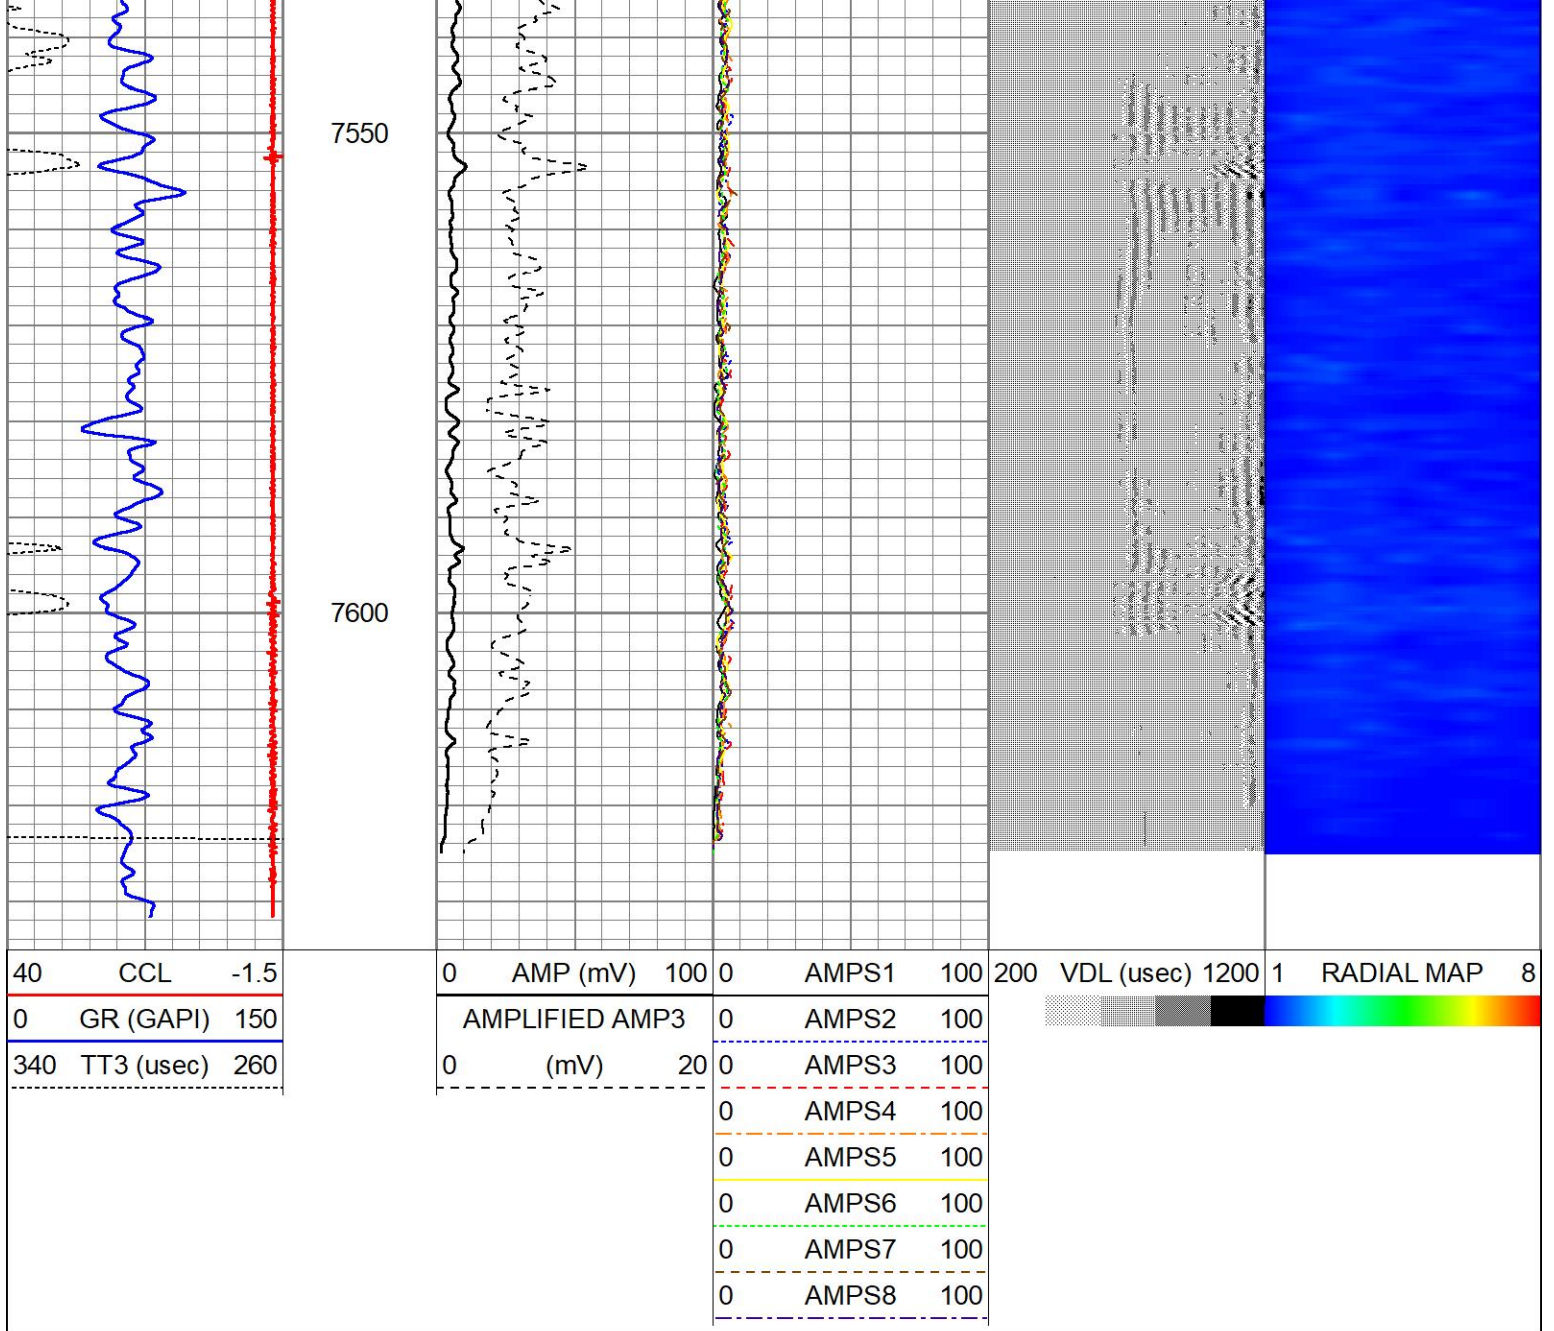 7550
7600
40 CCL -1.5
0 GR (GAPI) 150
340 TT3 (usec) 260
0 AMP (mV) 100
AMPLIFIED AMP3
0 (mV) 20
0 AMPS1 100
0 AMPS2 100
0 AMPS3 100
0 AMPS4 100
0 AMPS5 100
0 AMPS6 100
0 AMPS7 100
0 AMPS8 100
200 VDL (usec) 1200
1 RADIAL MAP 8